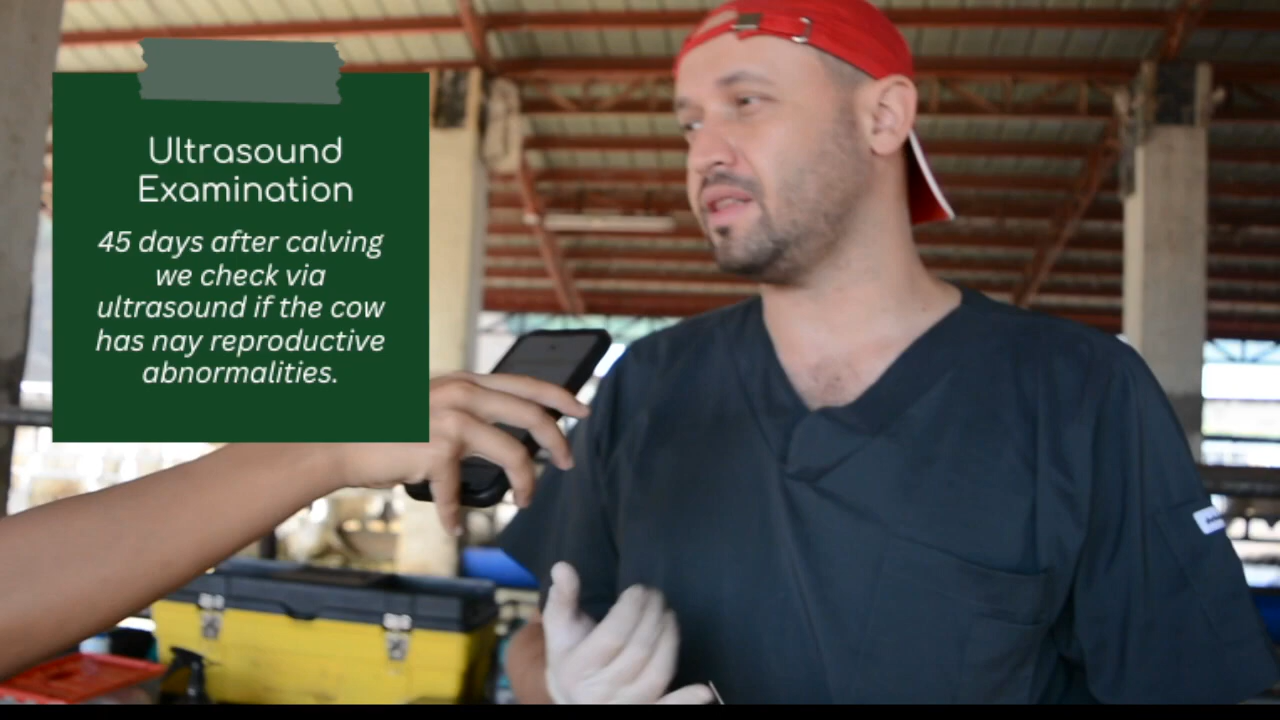 Ultrasound
Examination
45 days after calving
we check via
ultrasound if the cow
has nay reproductive
abnormalities.